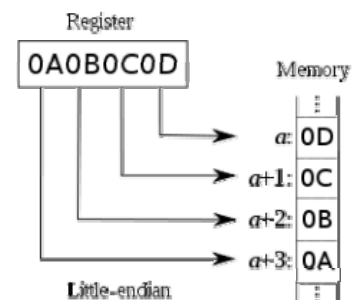 Register
0A0B0C0D
Memory
a: 0D
a+1: 0C
a+2: 0B
a+3: 0A
Little-endian